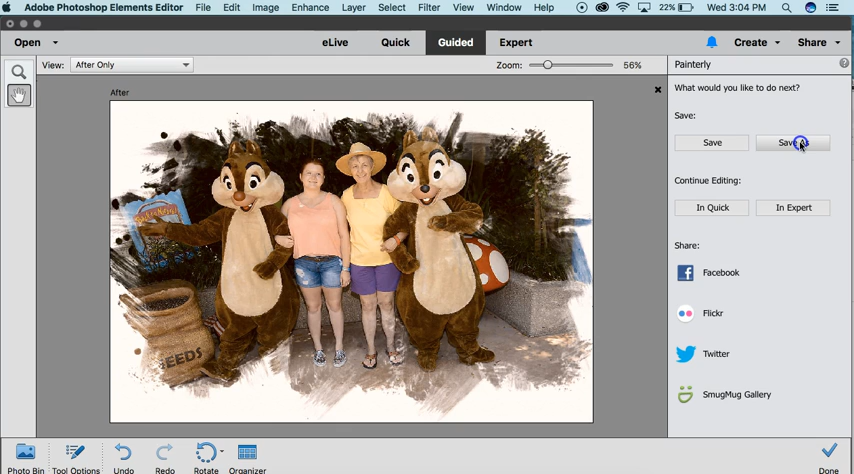 Adobe Photoshop Elements Editor File Edit Image Enhance Layer Select Filter View Window Help 22% Wed 3:04 PM
Open eLive Quick Guided Expert Create Share
View: After Only Zoom: 56% Painterly
After
What would you like to do next?
Save:
Save Save As
Continue Editing:
In Quick In Expert
Share:
Facebook
Flickr
Twitter
SmugMug Gallery
SEEDS
Photo Bin Tool Options Undo Redo Rotate Organizer Done